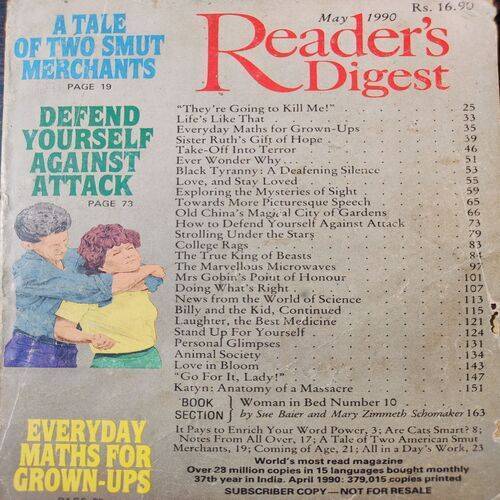 May 1990
Rs. 16.90
Reader's
Digest
A TALE
OF TWO SMUT
MERCHANTS
PAGE 19
DEFEND
YOURSELF
AGAINST
ATTACK
PAGE 73
EVERYDAY
MATHS FOR
GROWN-UPS
PAGE
"They're Going to Kill Me!" 25
Life's Like That 33
Everyday Maths for Grown-Ups 35
Sister Ruth's Gift of Hope 39
Take-Off Into Terror 46
Ever Wonder Why 51
Black Tyranny: A Deafening Silence 53
Love, and Stay Loved 55
Exploring the Mysteries of Sight 59
Towards More Picturesque Speech 65
Old China's Magical City of Gardens 66
How to Defend Yourself Against Attack 73
Strolling Under the Stars 79
College Rags 83
The True King of Beasts 84
The Marvellous Microwaves 97
Mrs Gobin's Point of Honour 101
Doing What's Right 107
News from the World of Science 113
Billy and the Kid, Continued 115
Laughter, the Best Medicine 121
Stand Up For Yourself 124
Personal Glimpses 131
Animal Society 134
Love in Bloom 143
"Go For It, Lady!" 147
Katyn: Anatomy of a Massacre 151
BOOK SECTION
Woman in Bed Number 10
by Sue Baier and Mary Zimmeth Schomaker 163
It Pays to Enrich Your Word Power, 3; Are Cats Smart? 8;
Notes From All Over, 17; A Tale of Two American Smut
Merchants, 19; Coming of Age, 21; All in a Day's Work, 23
World's most read magazine
Over 28 million copies in 15 languages bought monthly
37th year in India. April 1990: 379,015 copies printed
SUBSCRIBER COPY — NOT FOR RESALE